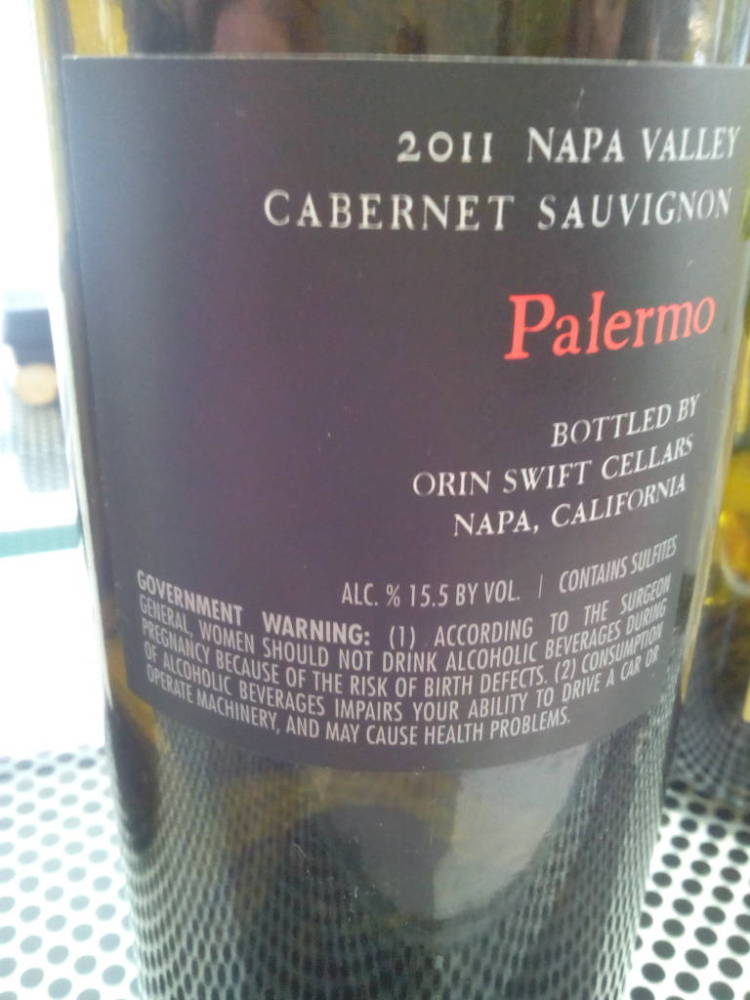 2011 NAPA VALLEY
CABERNET SAUVIGNON
Palermo
BOTTLED BY
ORIN SWIFT CELLARS
NAPA, CALIFORNIA
ALC. % 15.5 BY VOL. | CONTAINS SULFITES
GOVERNMENT WARNING: (1) ACCORDING TO THE SURGEON
GENERAL, WOMEN SHOULD NOT DRINK ALCOHOLIC BEVERAGES DURING
PREGNANCY BECAUSE OF THE RISK OF BIRTH DEFECTS. (2) CONSUMPTION
OF ALCOHOLIC BEVERAGES IMPAIRS YOUR ABILITY TO DRIVE A CAR OR
OPERATE MACHINERY, AND MAY CAUSE HEALTH PROBLEMS.